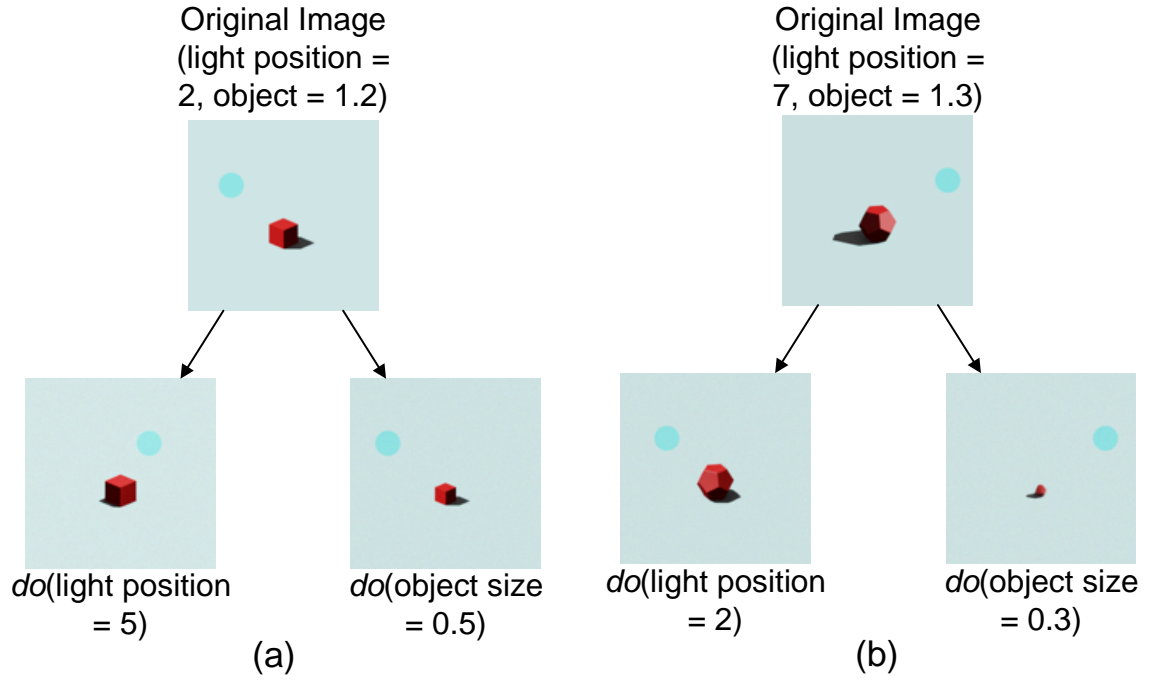 Original Image
(light position =
2, object = 1.2)
do(light position
= 5)
do(object size
= 0.5)
(a)
Original Image
(light position =
7, object = 1.3)
do(light position
= 2)
do(object size
= 0.3)
(b)